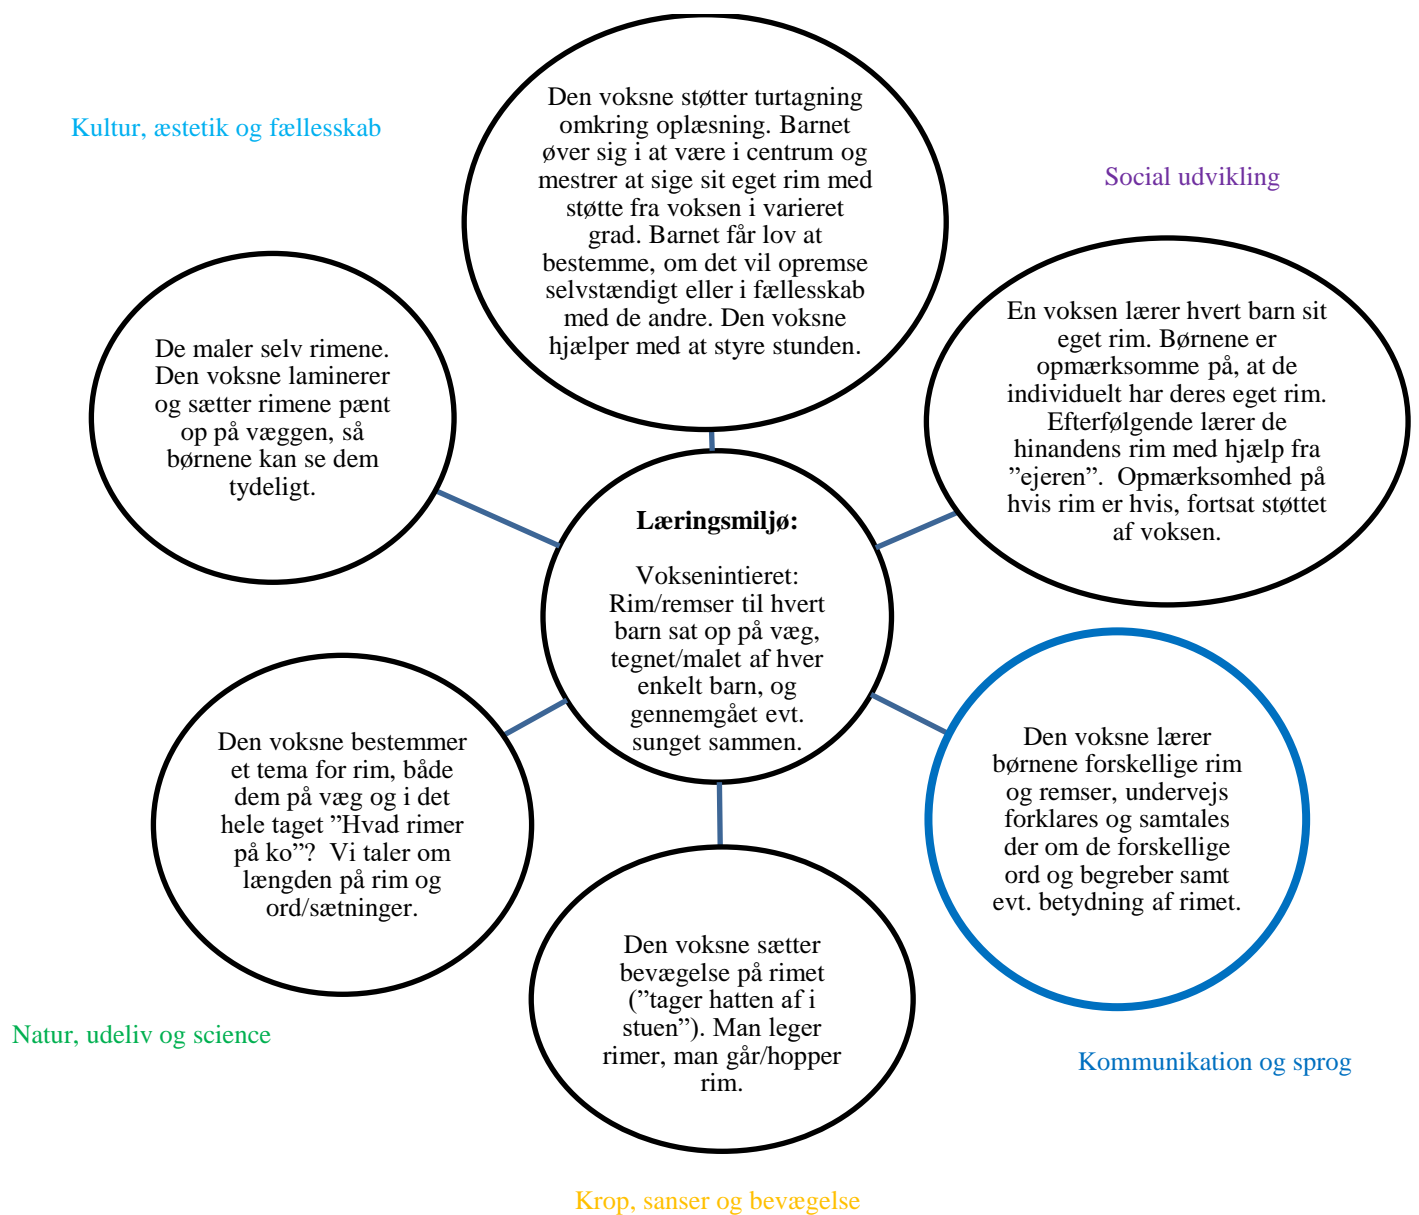 Den voksne støtter turtagning
omkring oplæsning. Barnet
øver sig i at være i centrum og
mestrer at sige sit eget rim med
støtte fra voksen i varieret
grad. Barnet får lov at
bestemme, om det vil opremse
selvstændigt eller i fællesskab
med de andre. Den voksne
hjælper med at styre stunden.
Kultur, æstetik og fællesskab
Social udvikling
De maler selv rimene.
Den voksne laminerer
og sætter rimene pænt
op på væggen, så
børnene kan se dem
tydeligt.
En voksen lærer hvert barn sit
eget rim. Børnene er
opmærksomme på, at de
individuelt har deres eget rim.
Efterfølgende lærer de
hinandens rim med hjælp fra
”ejeren”.  Opmærksomhed på
hvis rim er hvis, fortsat støttet
af voksen.
Læringsmiljø:
Voksenintieret:
Rim/remser til hvert
barn sat op på væg,
tegnet/malet af hver
enkelt barn, og
gennemgået evt.
sunget sammen.
Den voksne bestemmer
et tema for rim, både
dem på væg og i det
hele taget ”Hvad rimer
på ko”?  Vi taler om
længden på rim og
ord/sætninger.
Den voksne lærer
børnene forskellige rim
og remser, undervejs
forklares og samtales
der om de forskellige
ord og begreber samt
evt. betydning af rimet.
Den voksne sætter
bevægelse på rimet
(”tager hatten af i
stuen”). Man leger
rimer, man går/hopper
rim.
Natur, udeliv og science
Kommunikation og sprog
Krop, sanser og bevægelse